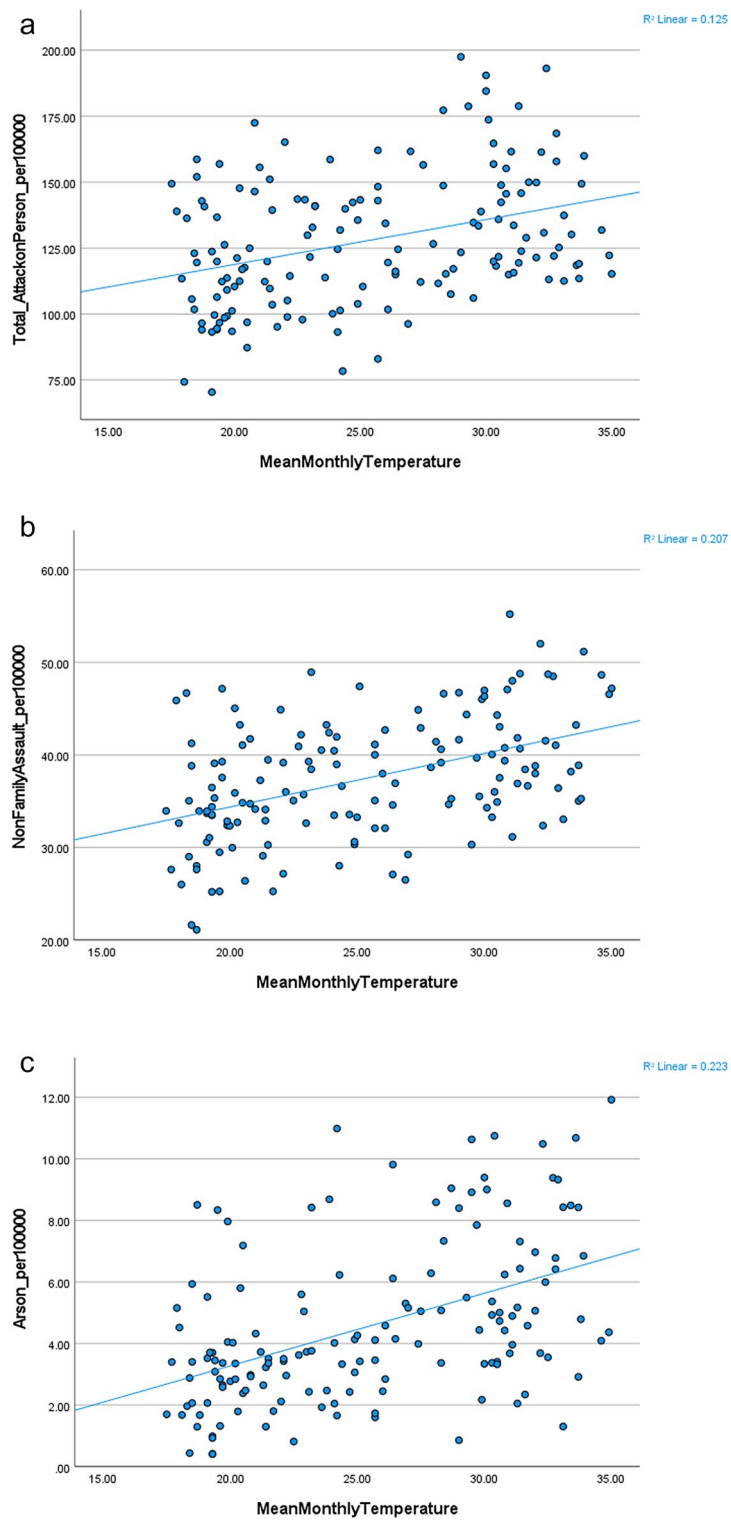 a
R² Linear = 0.125
200.00
175.00
150.00
125.00
100.00
75.00
Total_AttackonPerson_per100000
15.00 20.00 25.00 30.00 35.00
MeanMonthlyTemperature
b
R² Linear = 0.207
60.00
50.00
40.00
30.00
20.00
NonFamilyAssault_per100000
15.00 20.00 25.00 30.00 35.00
MeanMonthlyTemperature
c
R² Linear = 0.223
12.00
10.00
8.00
6.00
4.00
2.00
.00
Arson_per100000
15.00 20.00 25.00 30.00 35.00
MeanMonthlyTemperature